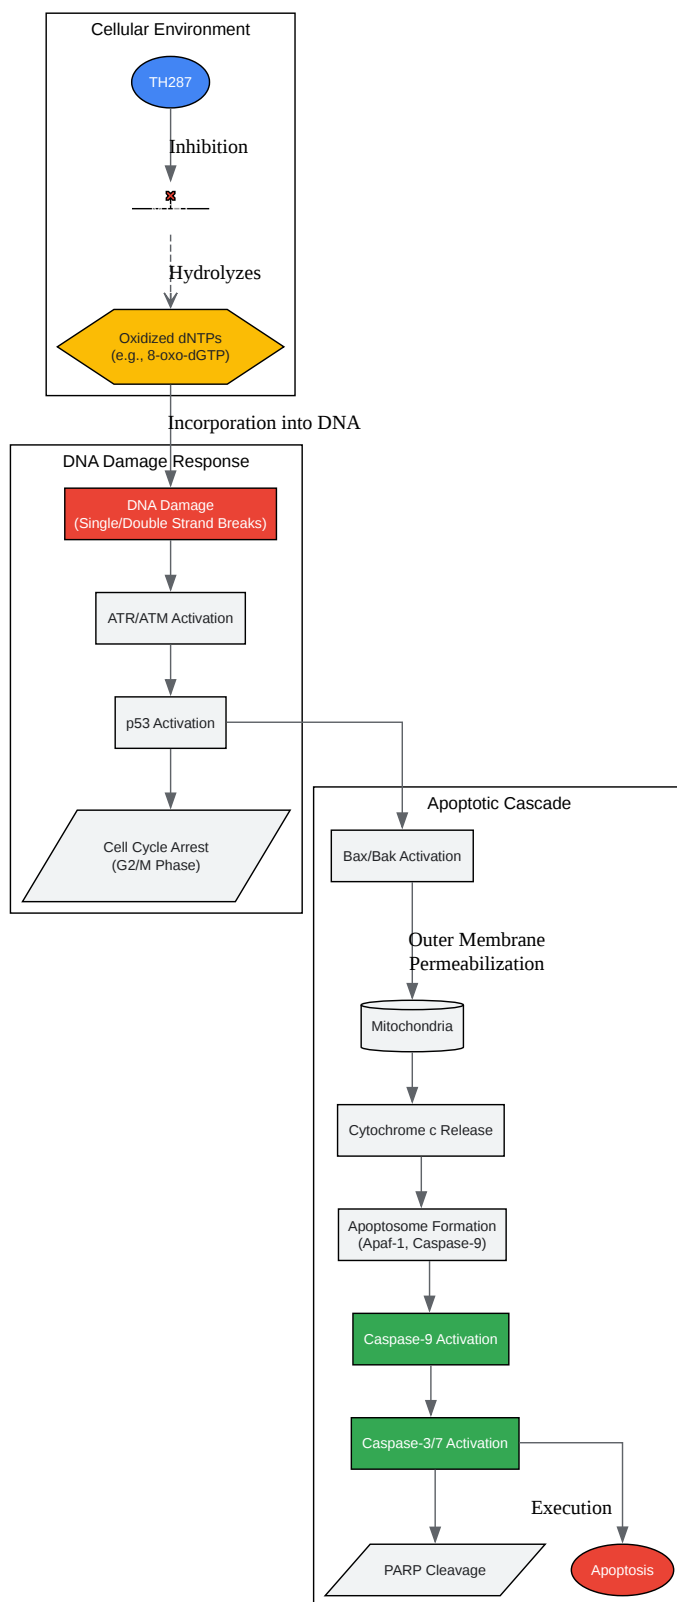 Cellular Environment
TH287
Inhibition
Hydrolyzes
Oxidized dNTPs
(e.g., 8-oxo-dGTP)
Incorporation into DNA
DNA Damage Response
DNA Damage
(Single/Double Strand Breaks)
ATR/ATM Activation
p53 Activation
Cell Cycle Arrest
(G2/M Phase)
Apoptotic Cascade
Bax/Bak Activation
Outer Membrane
Permeabilization
Mitochondria
Cytochrome c Release
Apoptosome Formation
(Apaf-1, Caspase-9)
Caspase-9 Activation
Caspase-3/7 Activation
Execution
PARP Cleavage
Apoptosis